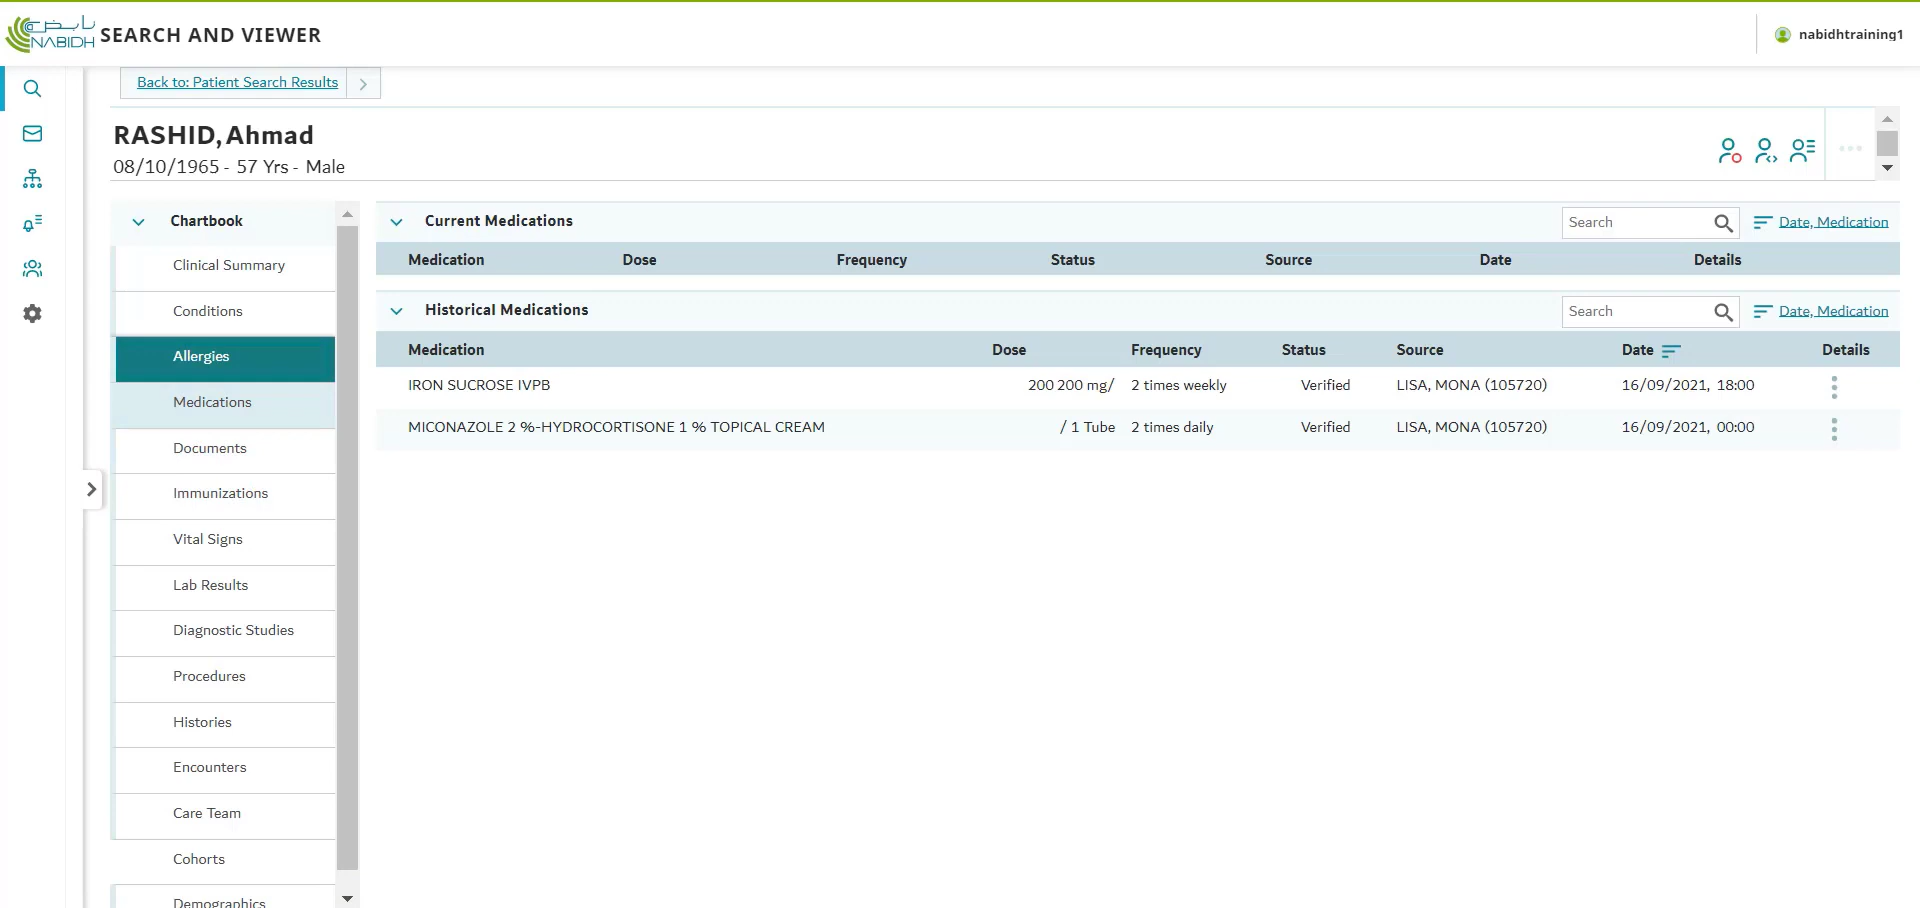 نابض
NABIDH
SEARCH AND VIEWER
nabidhtraining1
Back to: Patient Search Results
RASHID, Ahmad
08/10/1965 - 57 Yrs - Male
Chartbook
Clinical Summary
Conditions
Allergies
Medications
Documents
Immunizations
Vital Signs
Lab Results
Diagnostic Studies
Procedures
Histories
Encounters
Care Team
Cohorts
Demographics
Current Medications
Search
Date, Medication
Medication Dose Frequency Status Source Date Details
Historical Medications
Search
Date, Medication
Medication Dose Frequency Status Source Date Details
IRON SUCROSE IVPB 200 200 mg/ 2 times weekly Verified LISA, MONA (105720) 16/09/2021, 18:00
MICONAZOLE 2 %-HYDROCORTISONE 1 % TOPICAL CREAM / 1 Tube 2 times daily Verified LISA, MONA (105720) 16/09/2021, 00:00